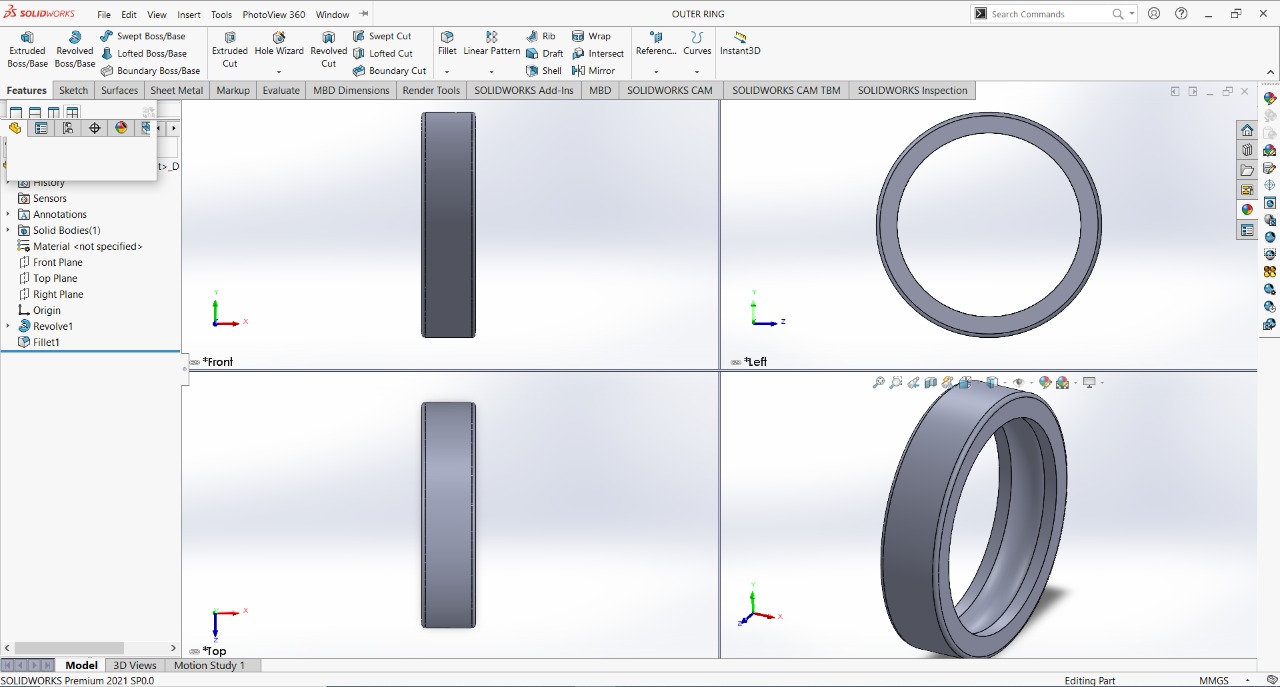 SOLIDWORKS File Edit View Insert Tools PhotoView 360 Window OUTER RING Search Commands
Extruded Boss/Base
Revolved Boss/Base
Swept Boss/Base
Lofted Boss/Base
Boundary Boss/Base
Extruded Cut
Hole Wizard
Revolved Cut
Swept Cut
Lofted Cut
Boundary Cut
Fillet
Linear Pattern
Rib
Draft
Shell
Wrap
Intersect
Mirror
Referenc...
Curves
Instant3D
Features Sketch Surfaces Sheet Metal Markup Evaluate MBD Dimensions Render Tools SOLIDWORKS Add-Ins MBD SOLIDWORKS CAM SOLIDWORKS CAM TBM SOLIDWORKS Inspection
t>_D
History
Sensors
Annotations
Solid Bodies(1)
Material <not specified>
Front Plane
Top Plane
Right Plane
Origin
Revolve1
Fillet1
Y
X
*Front
Y
Z
*Left
X
Z
*Top
Y
X
Z
Model 3D Views Motion Study 1
SOLIDWORKS Premium 2021 SP0.0 Editing Part MMGS